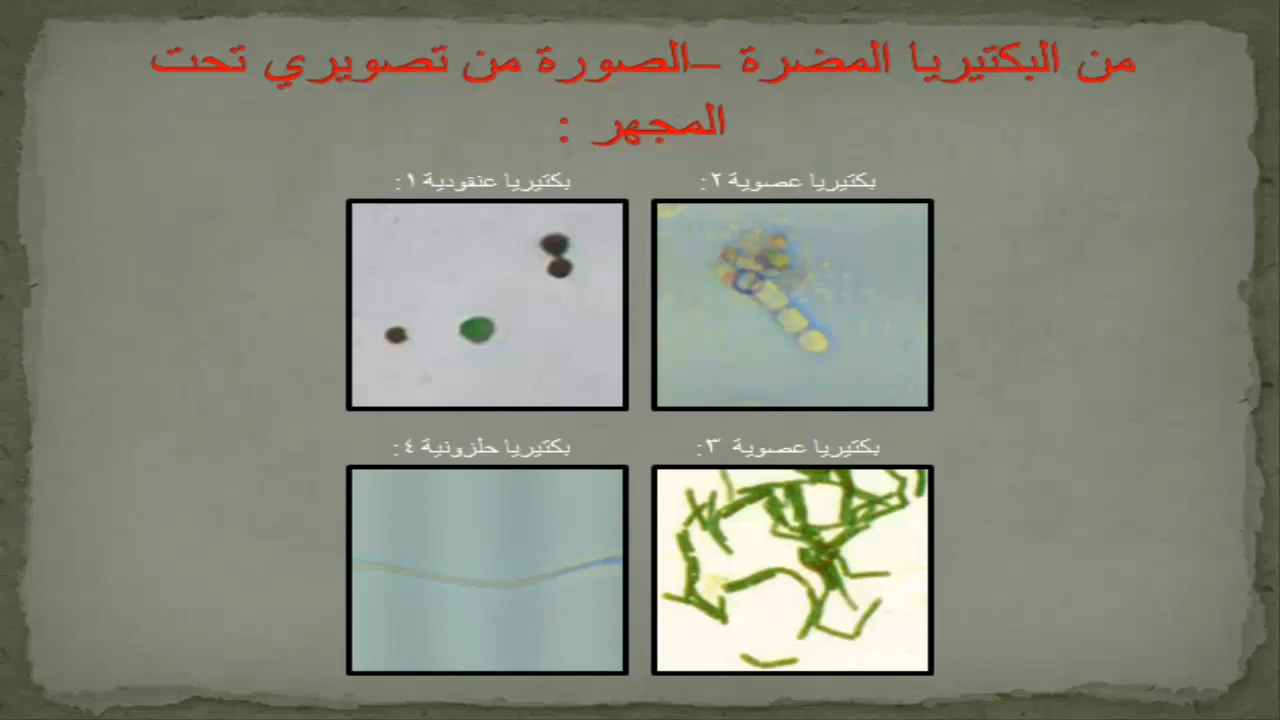 من البكتيريا المضرة –الصورة من تصويري تحت
المجهر :
بكتيريا عصوية ٢:
بكتيريا عنقودية ١:
بكتيريا عصوية ٣:
بكتيريا حلزونية ٤: